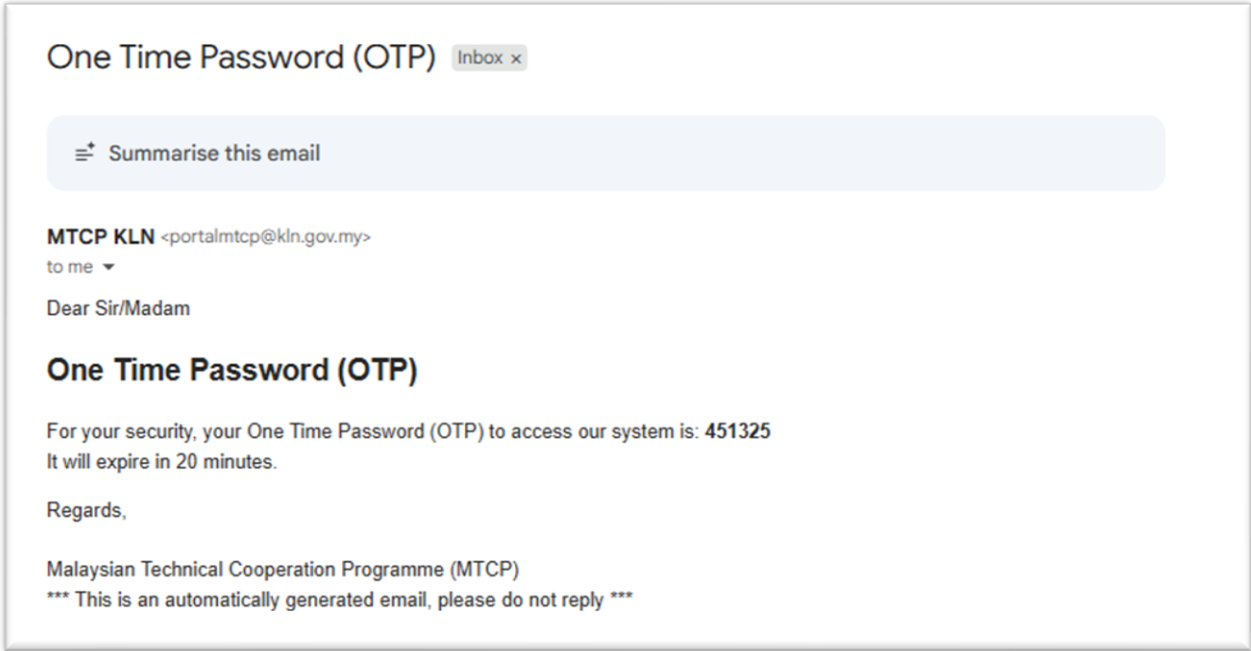 One Time Password (OTP) Inbox ×
Summarise this email
MTCP KLN <portalmtcp@kln.gov.my>
to me
Dear Sir/Madam
One Time Password (OTP)
For your security, your One Time Password (OTP) to access our system is: 451325
It will expire in 20 minutes.
Regards,
Malaysian Technical Cooperation Programme (MTCP)
*** This is an automatically generated email, please do not reply ***